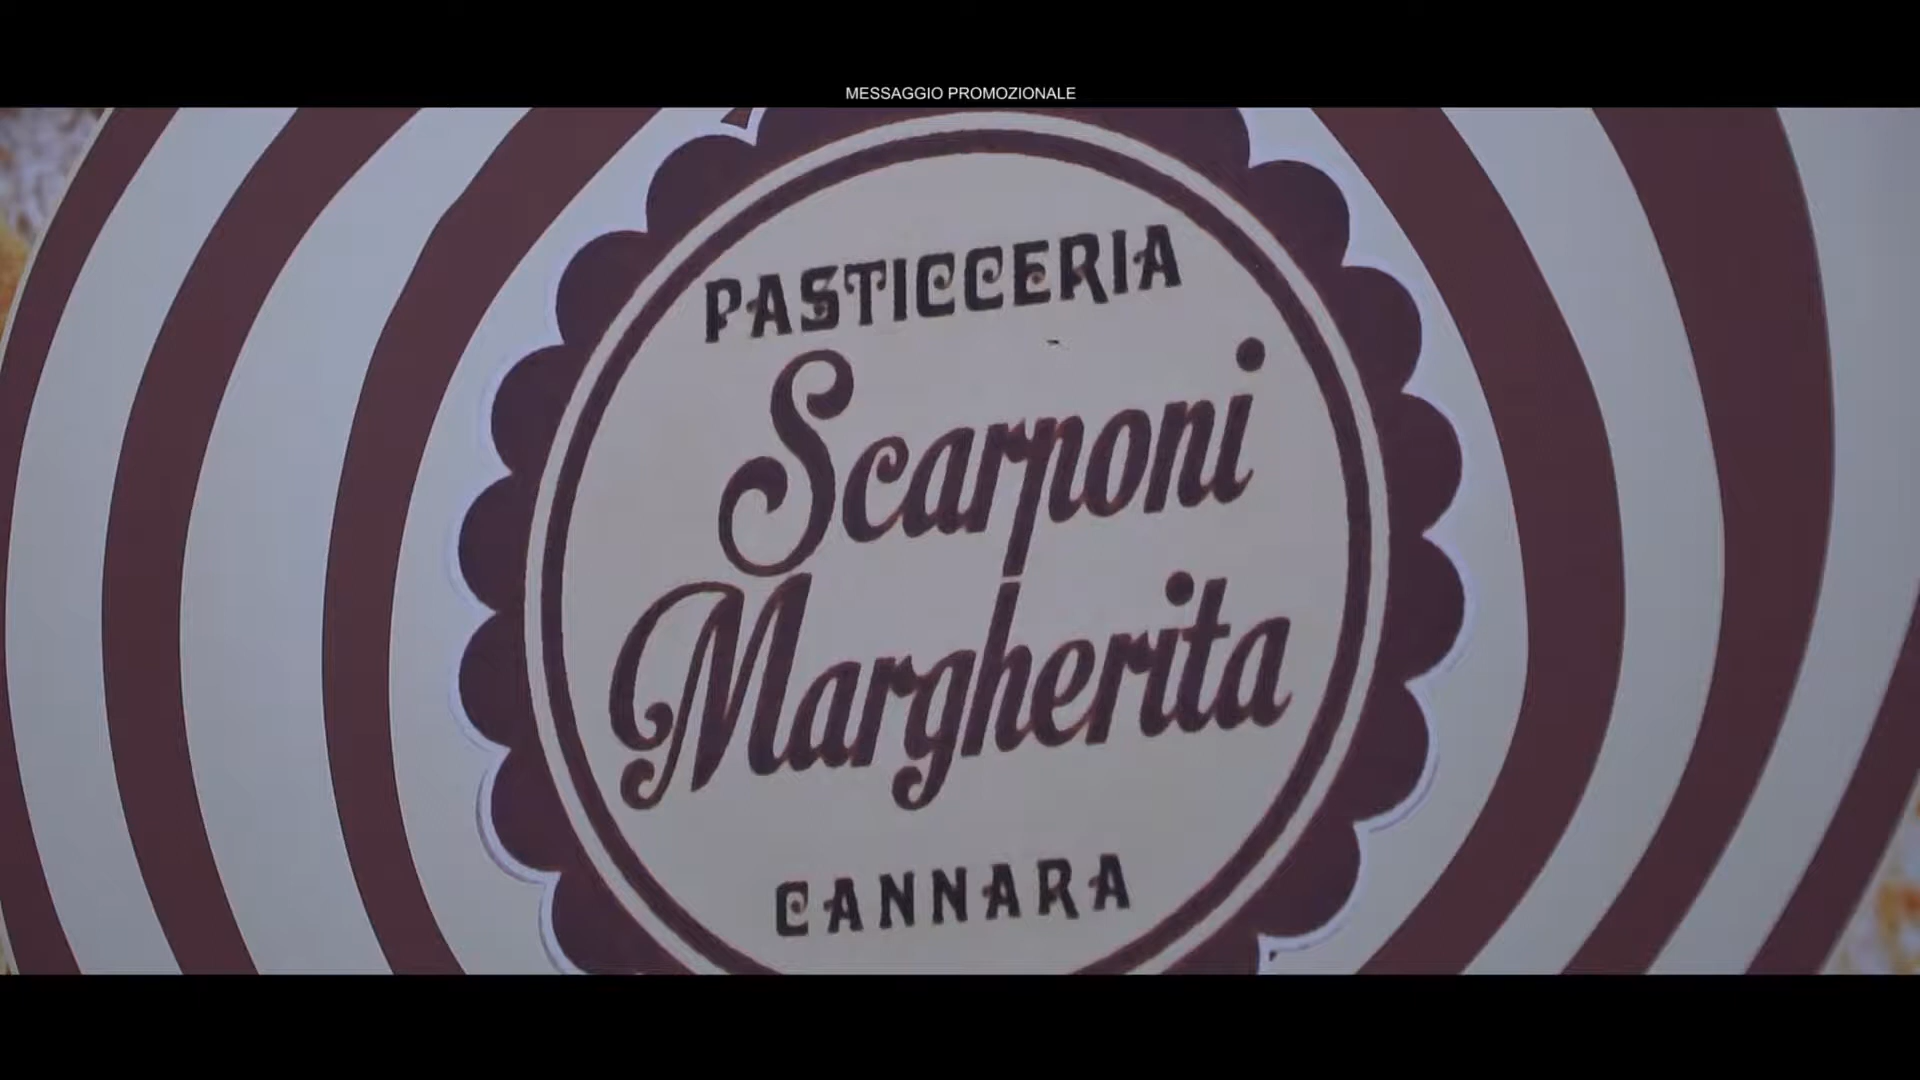 MESSAGGIO PROMOZIONALE
PASTICCERIA
Scarponi
Margherita
CANNARA